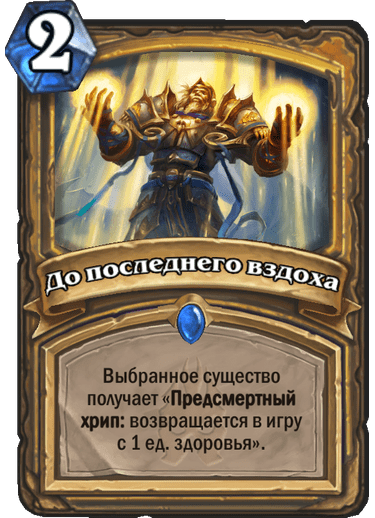 2
До последнего вздоха
Выбранное существо
получает «Предсмертный
хрип: возвращается в игру
с 1 ед. здоровья».